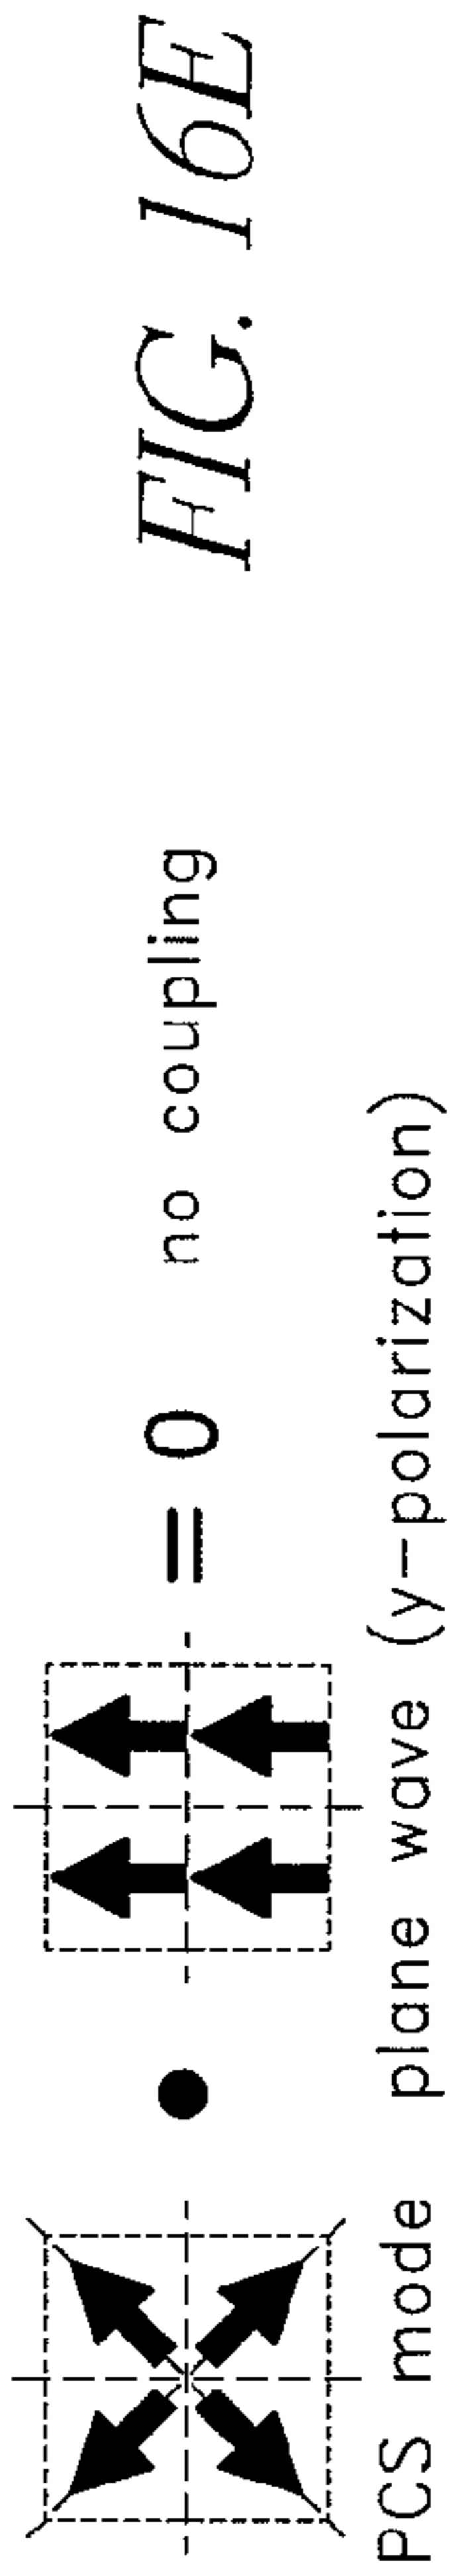 = 0 no coupling
PCS mode plane wave (y-polarization)
FIG. 16E